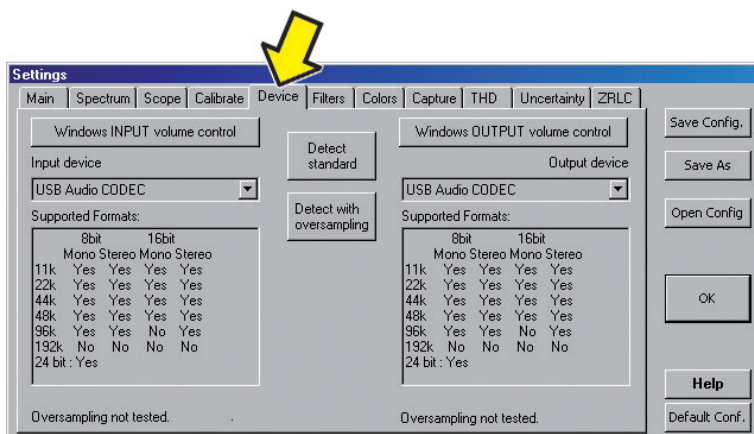 Settings
Main Spectrum Scope Calibrate Device Filters Colors Capture THD Uncertainty ZRLC
Windows INPUT volume control
Input device
USB Audio CODEC
Supported Formats:
8bit 16bit
Mono Stereo Mono Stereo
11k Yes Yes Yes Yes
22k Yes Yes Yes Yes
44k Yes Yes Yes Yes
48k Yes Yes Yes Yes
96k Yes Yes No Yes
192k No No No No
24 bit : Yes
Oversampling not tested.
Detect
standard
Detect with
oversampling
Windows OUTPUT volume control
Output device
USB Audio CODEC
Supported Formats:
8bit 16bit
Mono Stereo Mono Stereo
11k Yes Yes Yes Yes
22k Yes Yes Yes Yes
44k Yes Yes Yes Yes
48k Yes Yes Yes Yes
96k Yes Yes No Yes
192k No No No No
24 bit : Yes
Oversampling not tested.
Save Config.
Save As
Open Config
OK
Help
Default Conf.